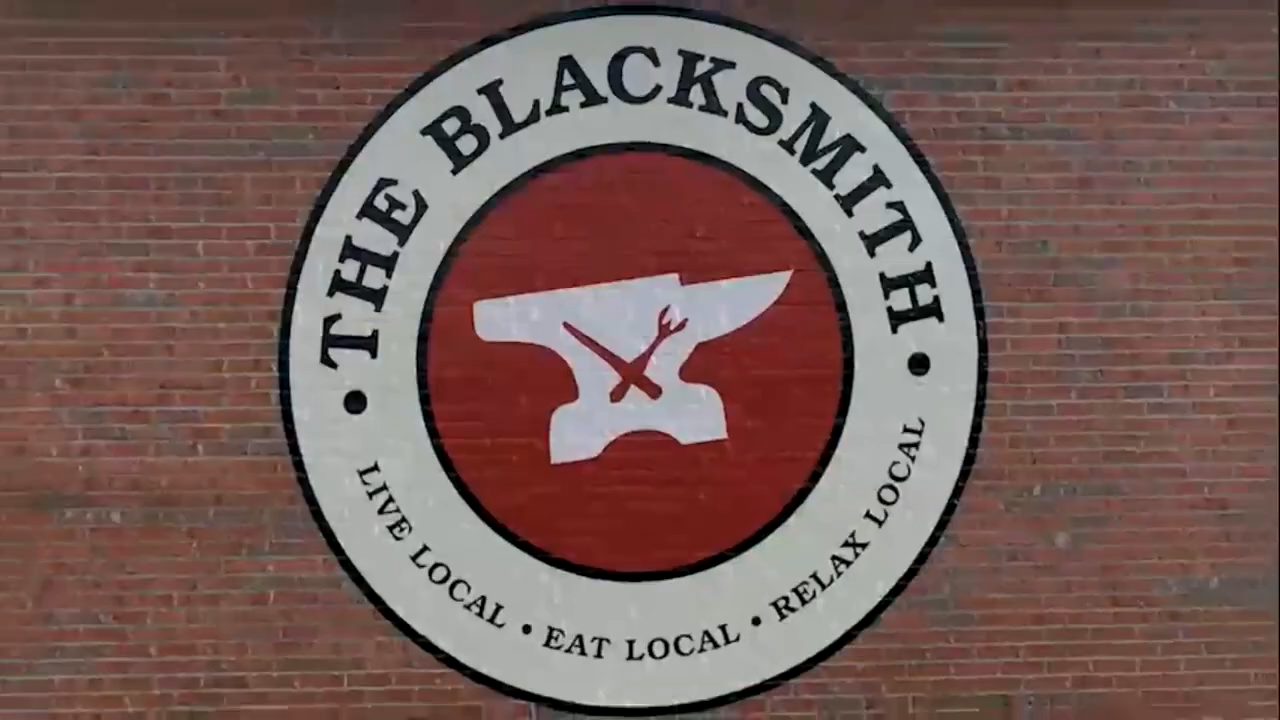 • THE BLACKSMITH •
LIVE LOCAL • EAT LOCAL • RELAX LOCAL